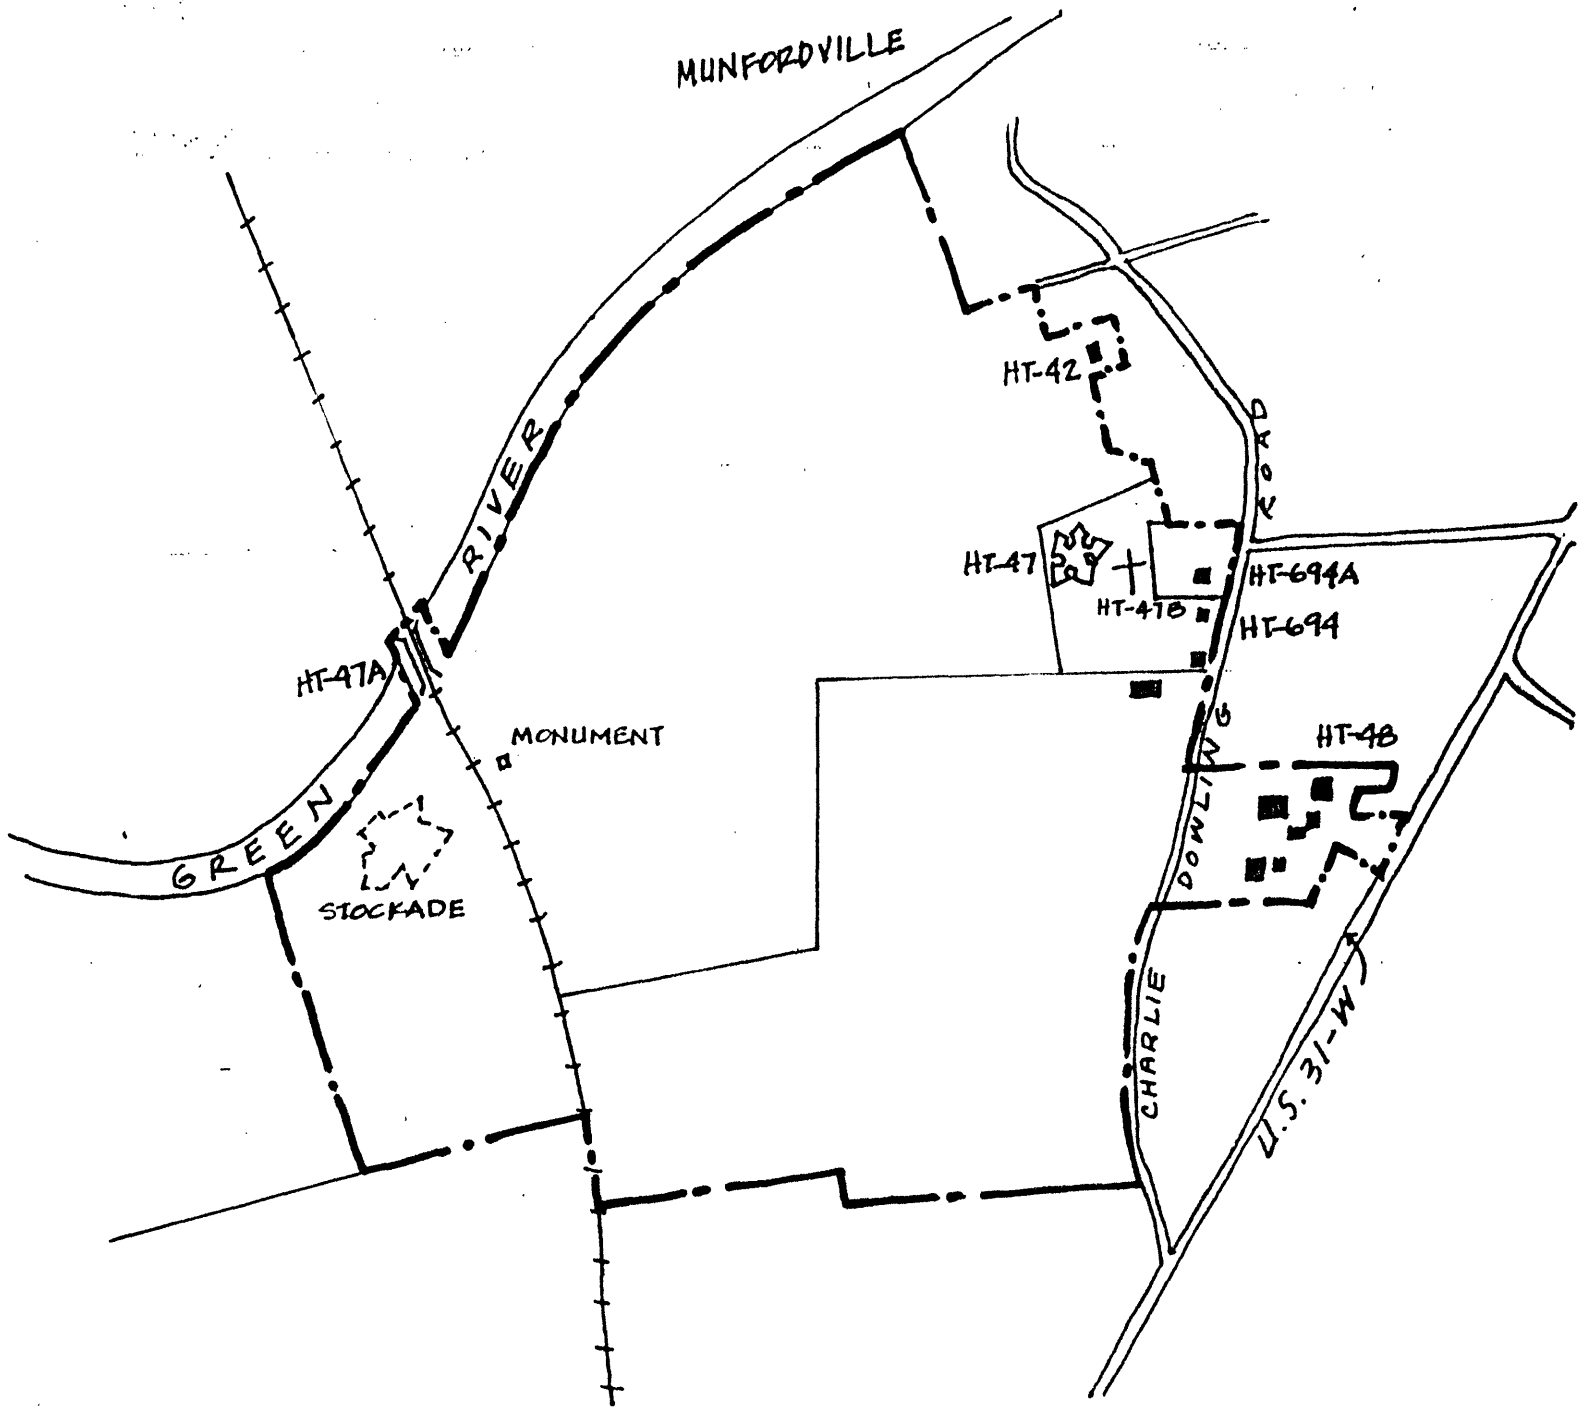 MUNFORDVILLE
HT-42
ROAD
RIVER
HT-47
HT-694A
HT-47B
HT-694
HT-47A
MONUMENT
HT-48
DOWLING
GREEN
STOCKADE
CHARLIE
U.S. 31-W